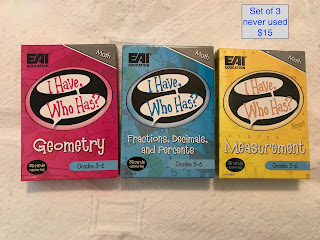 Set of 3
never used
$15
EAI
EDUCATION
Math
I Have,
Who Has?
Geometry
Grades 5-6
EAI
EDUCATION
Math
I Have,
Who Has?
Fractions, Decimals,
and Percents
Grades 5-6
EAI
EDUCATION
Math
I Have,
Who Has?
Measurement
Grades 5-6